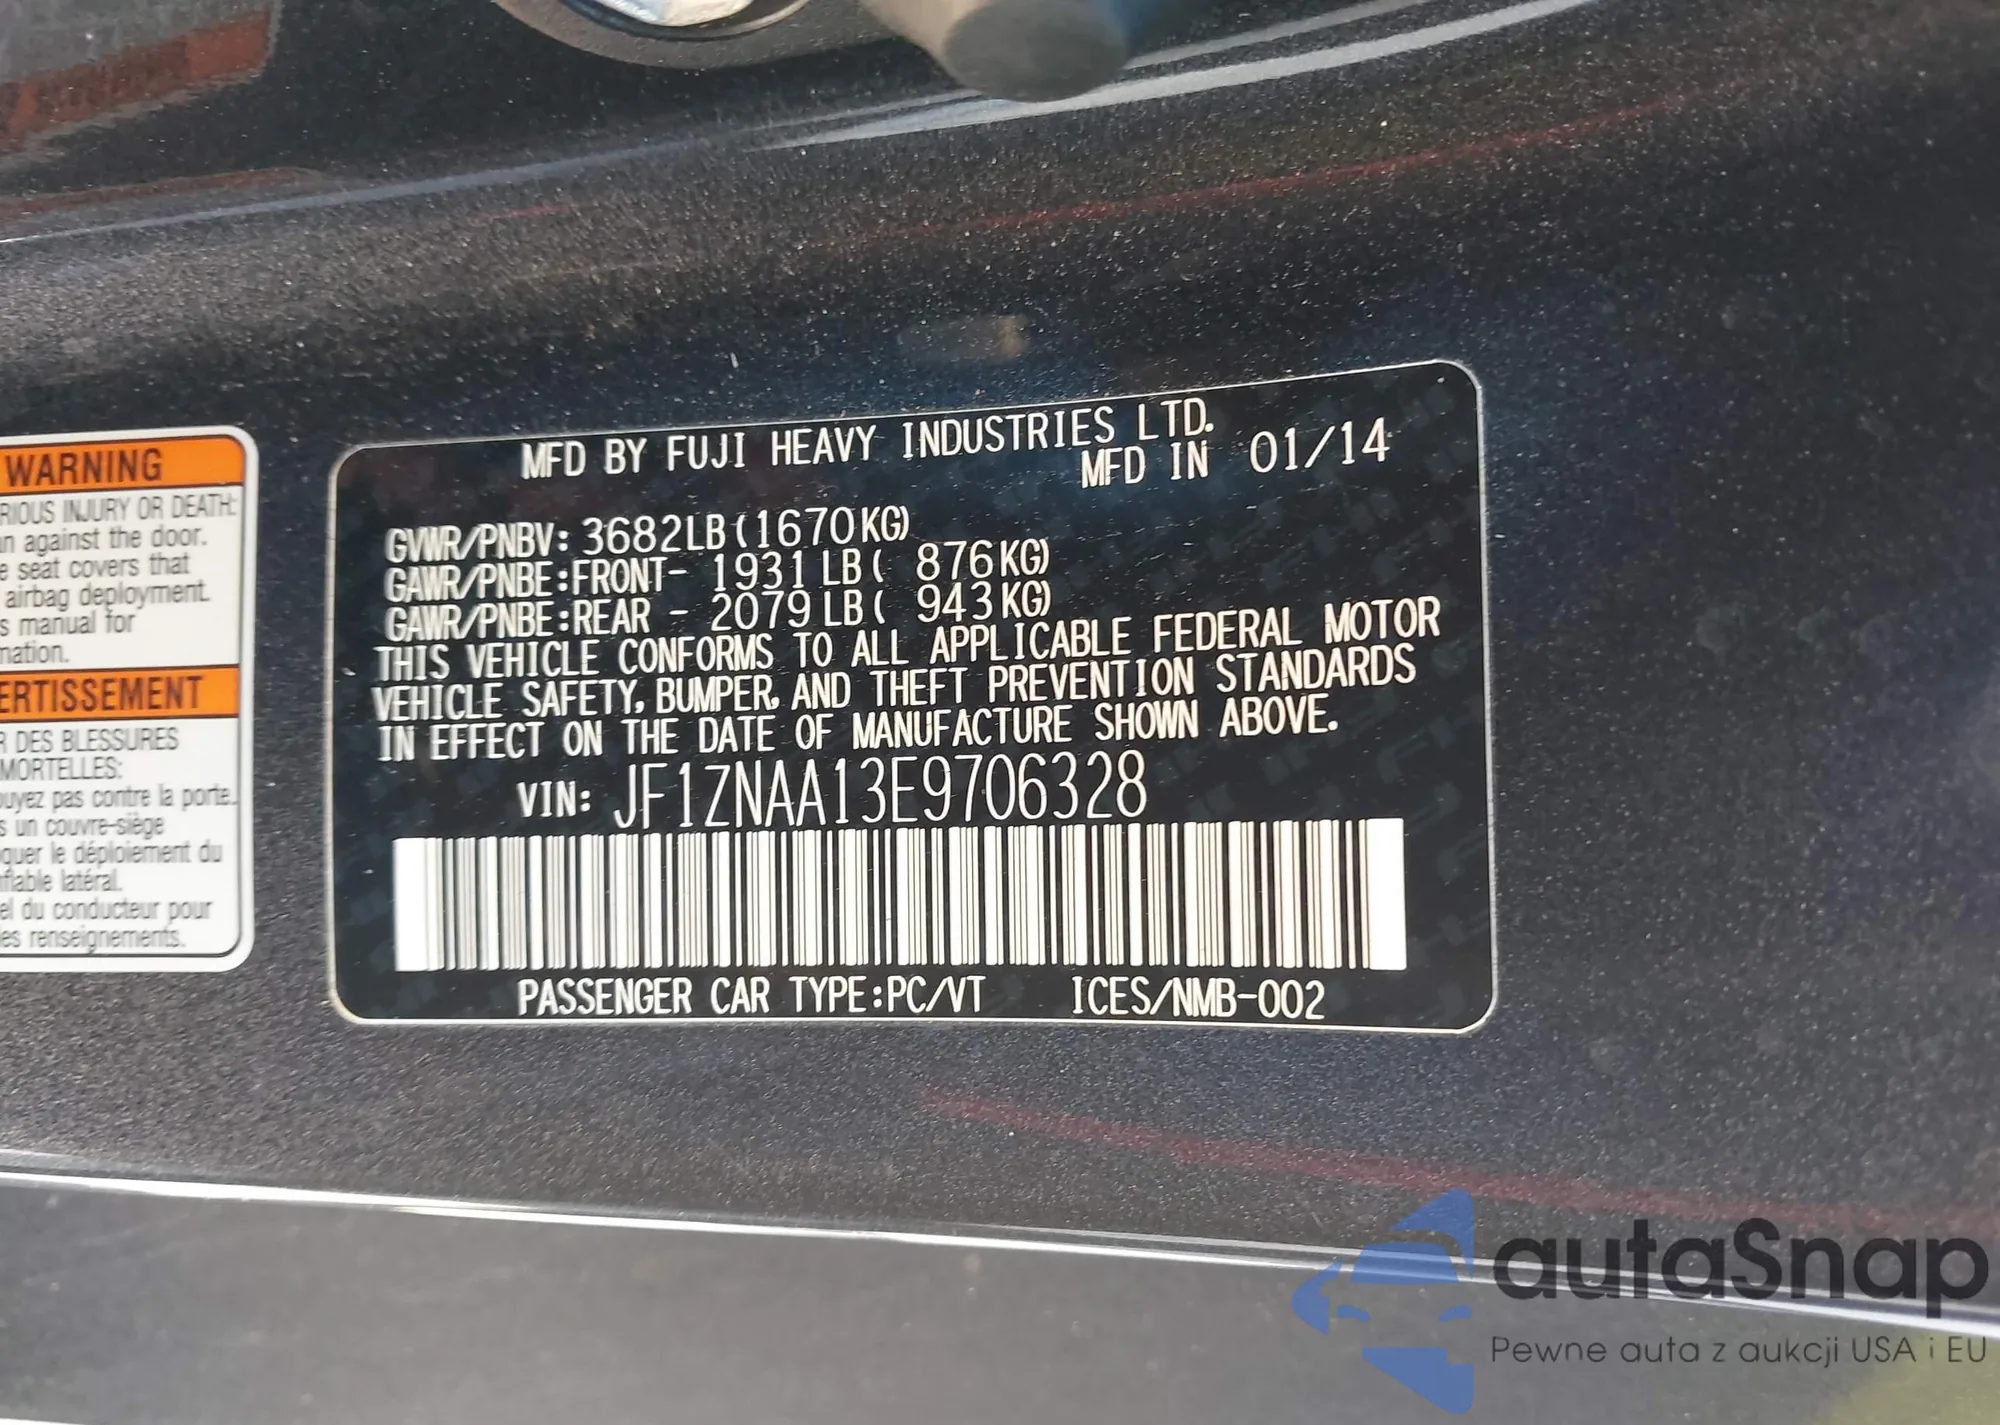 WARNING
RIOUS INJURY OR DEATH:
n against the door.
e seat covers that
airbag deployment.
s manual for
mation.
ERTISSEMENT
R DES BLESSURES
MORTELLES:
uyez pas contre la porte.
s un couvre-siège
quer le déploiement du
nflable latéral.
el du conducteur pour
es renseignements.
MFD BY FUJI HEAVY INDUSTRIES LTD.
MFD IN 01/14
GVWR/PNBV: 3682LB(1670KG)
GAWR/PNBE:FRONT- 1931LB( 876KG)
GAWR/PNBE:REAR - 2079LB( 943KG)
THIS VEHICLE CONFORMS TO ALL APPLICABLE FEDERAL MOTOR
VEHICLE SAFETY, BUMPER, AND THEFT PREVENTION STANDARDS
IN EFFECT ON THE DATE OF MANUFACTURE SHOWN ABOVE.
VIN: JF1ZNAA13E9706328
PASSENGER CAR TYPE:PC/VT ICES/NMB-002
autaSnap
Pewne auta z aukcji USA i EU